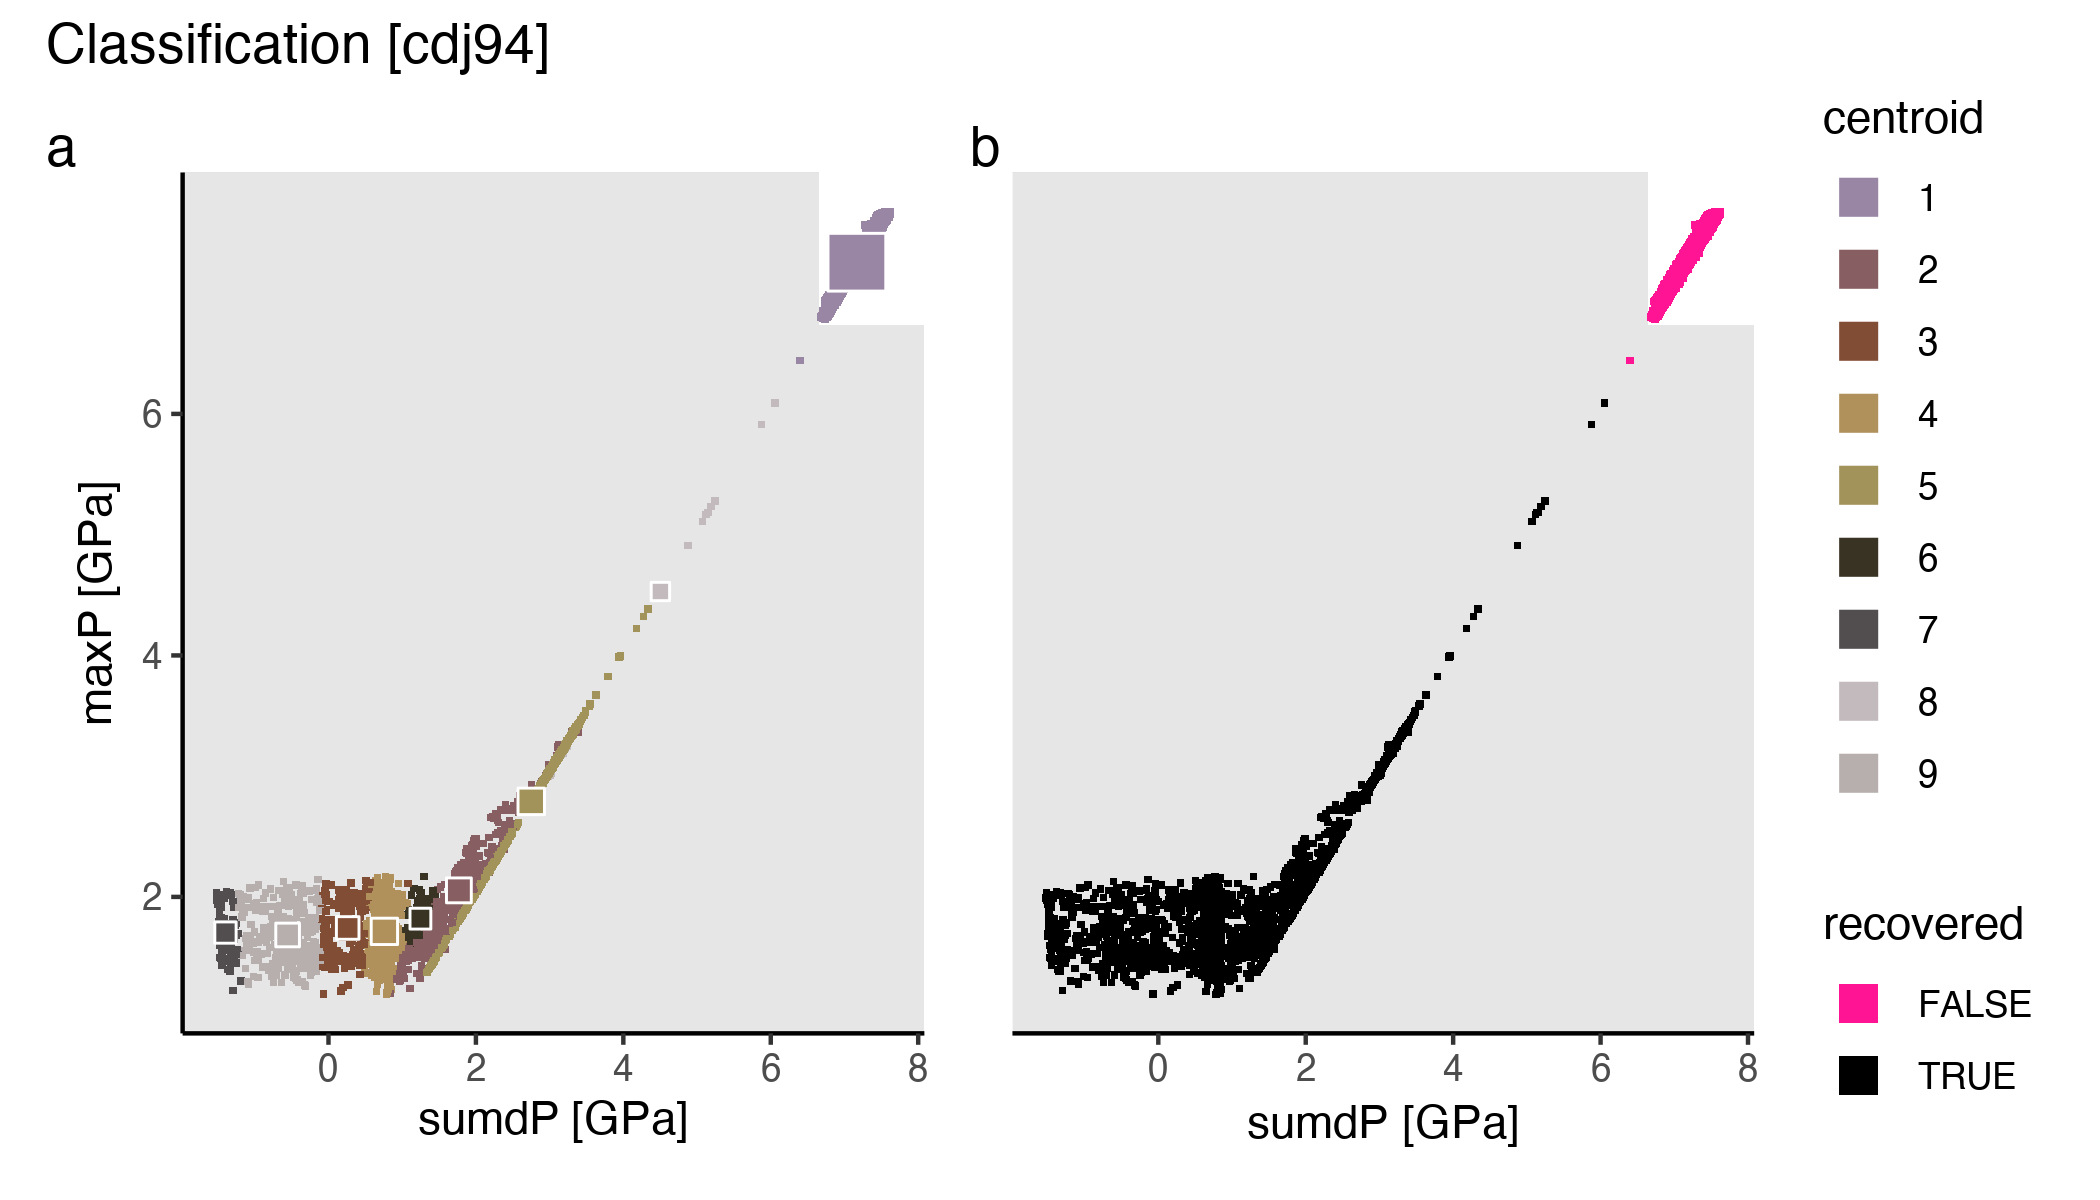 Classification [cdj94]
a
b
maxP [GPa]
6
4
2
0 2 4 6 8
sumdP [GPa]
0 2 4 6 8
sumdP [GPa]
centroid
1
2
3
4
5
6
7
8
9
recovered
FALSE
TRUE